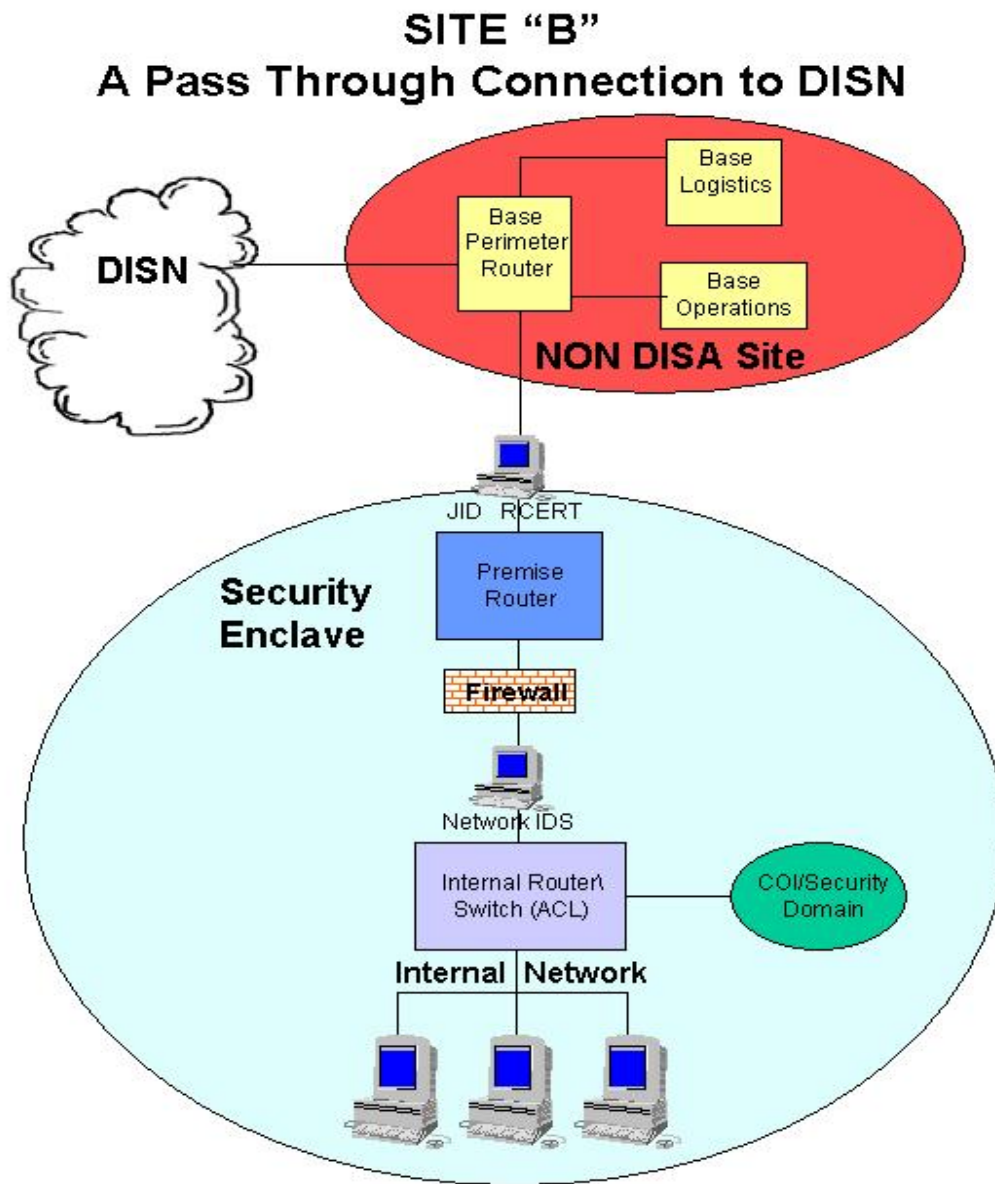 SITE “B”
A Pass Through Connection to DISN
Base
Logistics
Base
Perimeter
Router
DISN
Base
Operations
NON DISA Site
JID RCERT
Premise
Router
Security
Enclave
Firewall
Network IDS
Internal Router\
Switch (ACL)
COI/Security
Domain
Internal Network